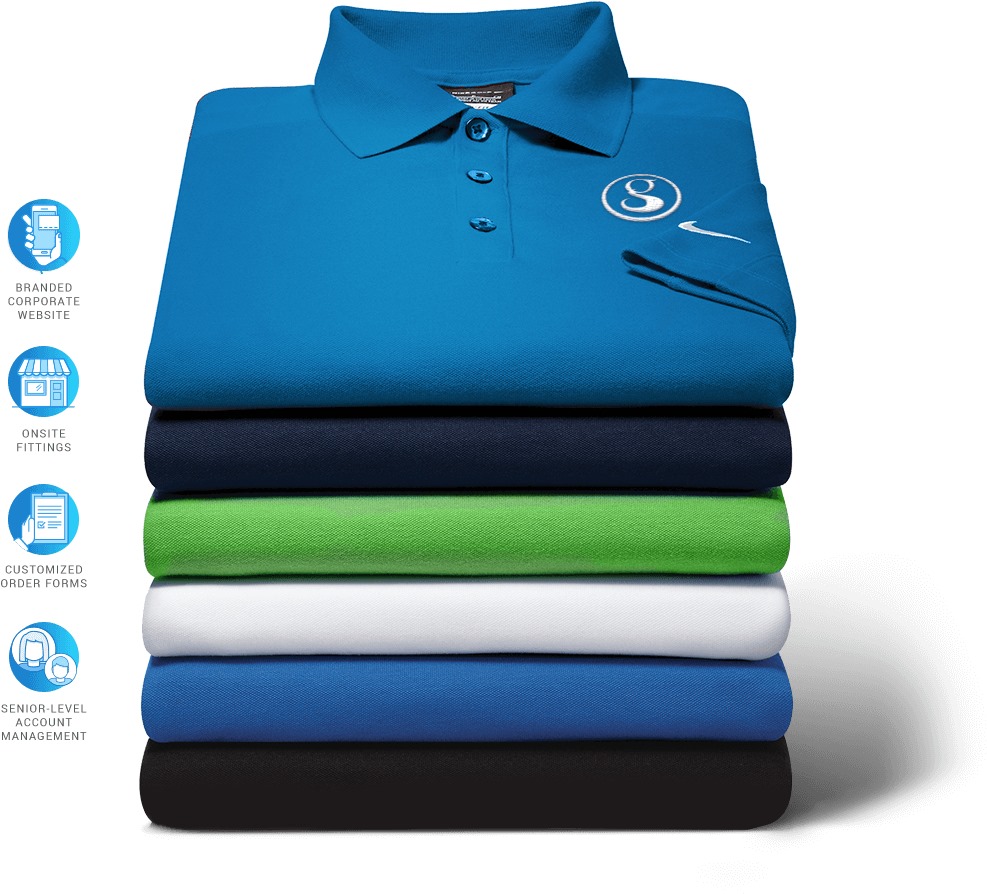 BRANDED
CORPORATE
WEBSITE
ONSITE
FITTINGS
CUSTOMIZED
ORDER FORMS
SENIOR-LEVEL
ACCOUNT
MANAGEMENT
g